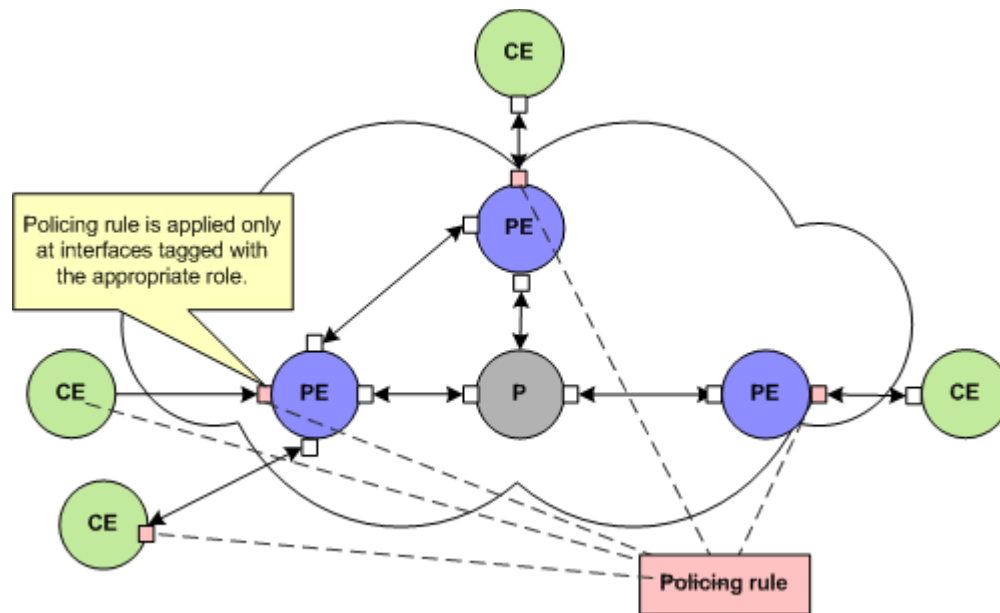 CE
Policing rule is applied only
at interfaces tagged with
the appropriate role.
PE
CE
PE
P
PE
CE
CE
Policing rule